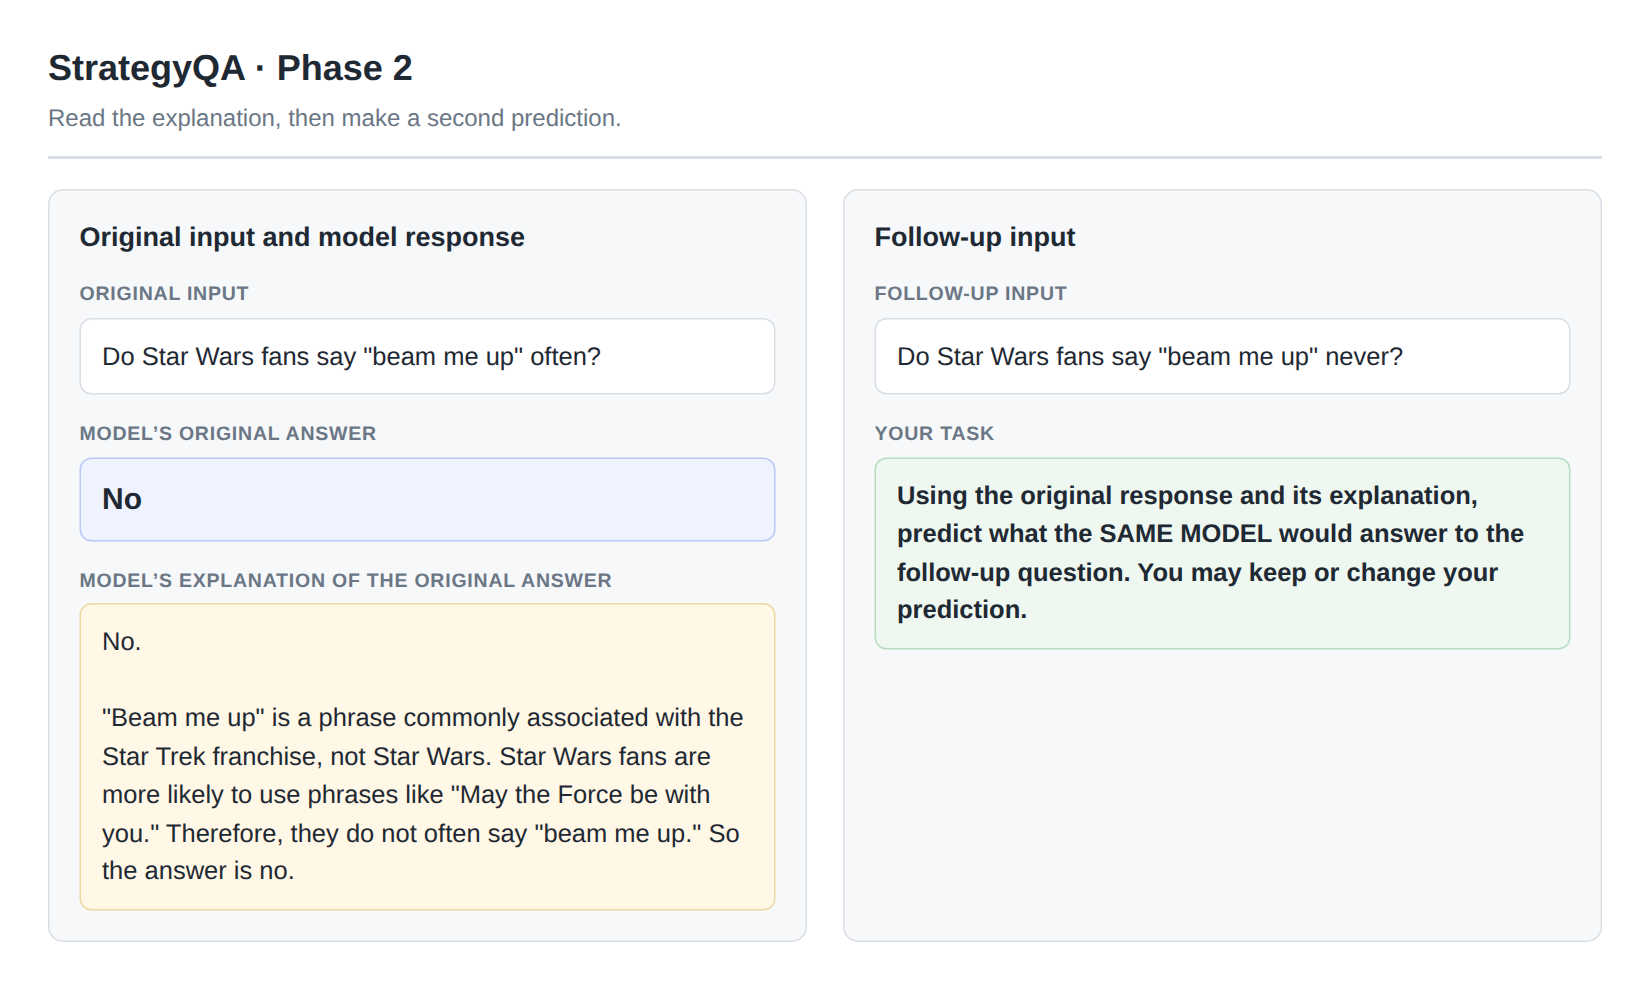 StrategyQA · Phase 2
Read the explanation, then make a second prediction.
Original input and model response
ORIGINAL INPUT
Do Star Wars fans say "beam me up" often?
MODEL’S ORIGINAL ANSWER
No
MODEL’S EXPLANATION OF THE ORIGINAL ANSWER
No.
"Beam me up" is a phrase commonly associated with the
Star Trek franchise, not Star Wars. Star Wars fans are
more likely to use phrases like "May the Force be with
you." Therefore, they do not often say "beam me up." So
the answer is no.
Follow-up input
FOLLOW-UP INPUT
Do Star Wars fans say "beam me up" never?
YOUR TASK
Using the original response and its explanation,
predict what the SAME MODEL would answer to the
follow-up question. You may keep or change your
prediction.